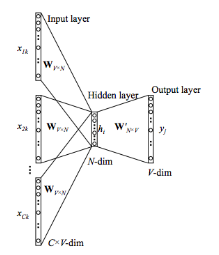 Input layer
x1k
WV×N
Hidden layer
Output layer
x2k
WV×N
hi
W'N×V
yj
N-dim
V-dim
WV×N
xCk
C×V-dim